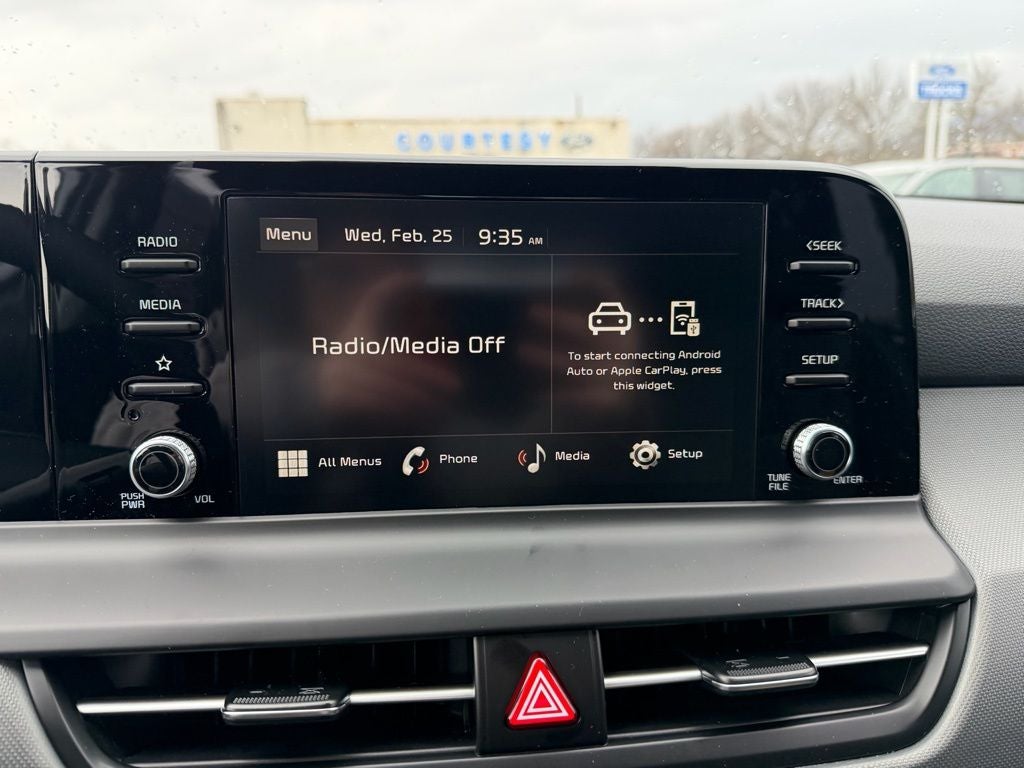 COURTESY
TRUCKS
RADIO
MEDIA
PUSH
PWR
VOL
Menu
Wed, Feb. 25
9:35 AM
Radio/Media Off
To start connecting Android
Auto or Apple CarPlay, press
this widget.
All Menus
Phone
Media
Setup
<SEEK
TRACK>
SETUP
TUNE
FILE
ENTER